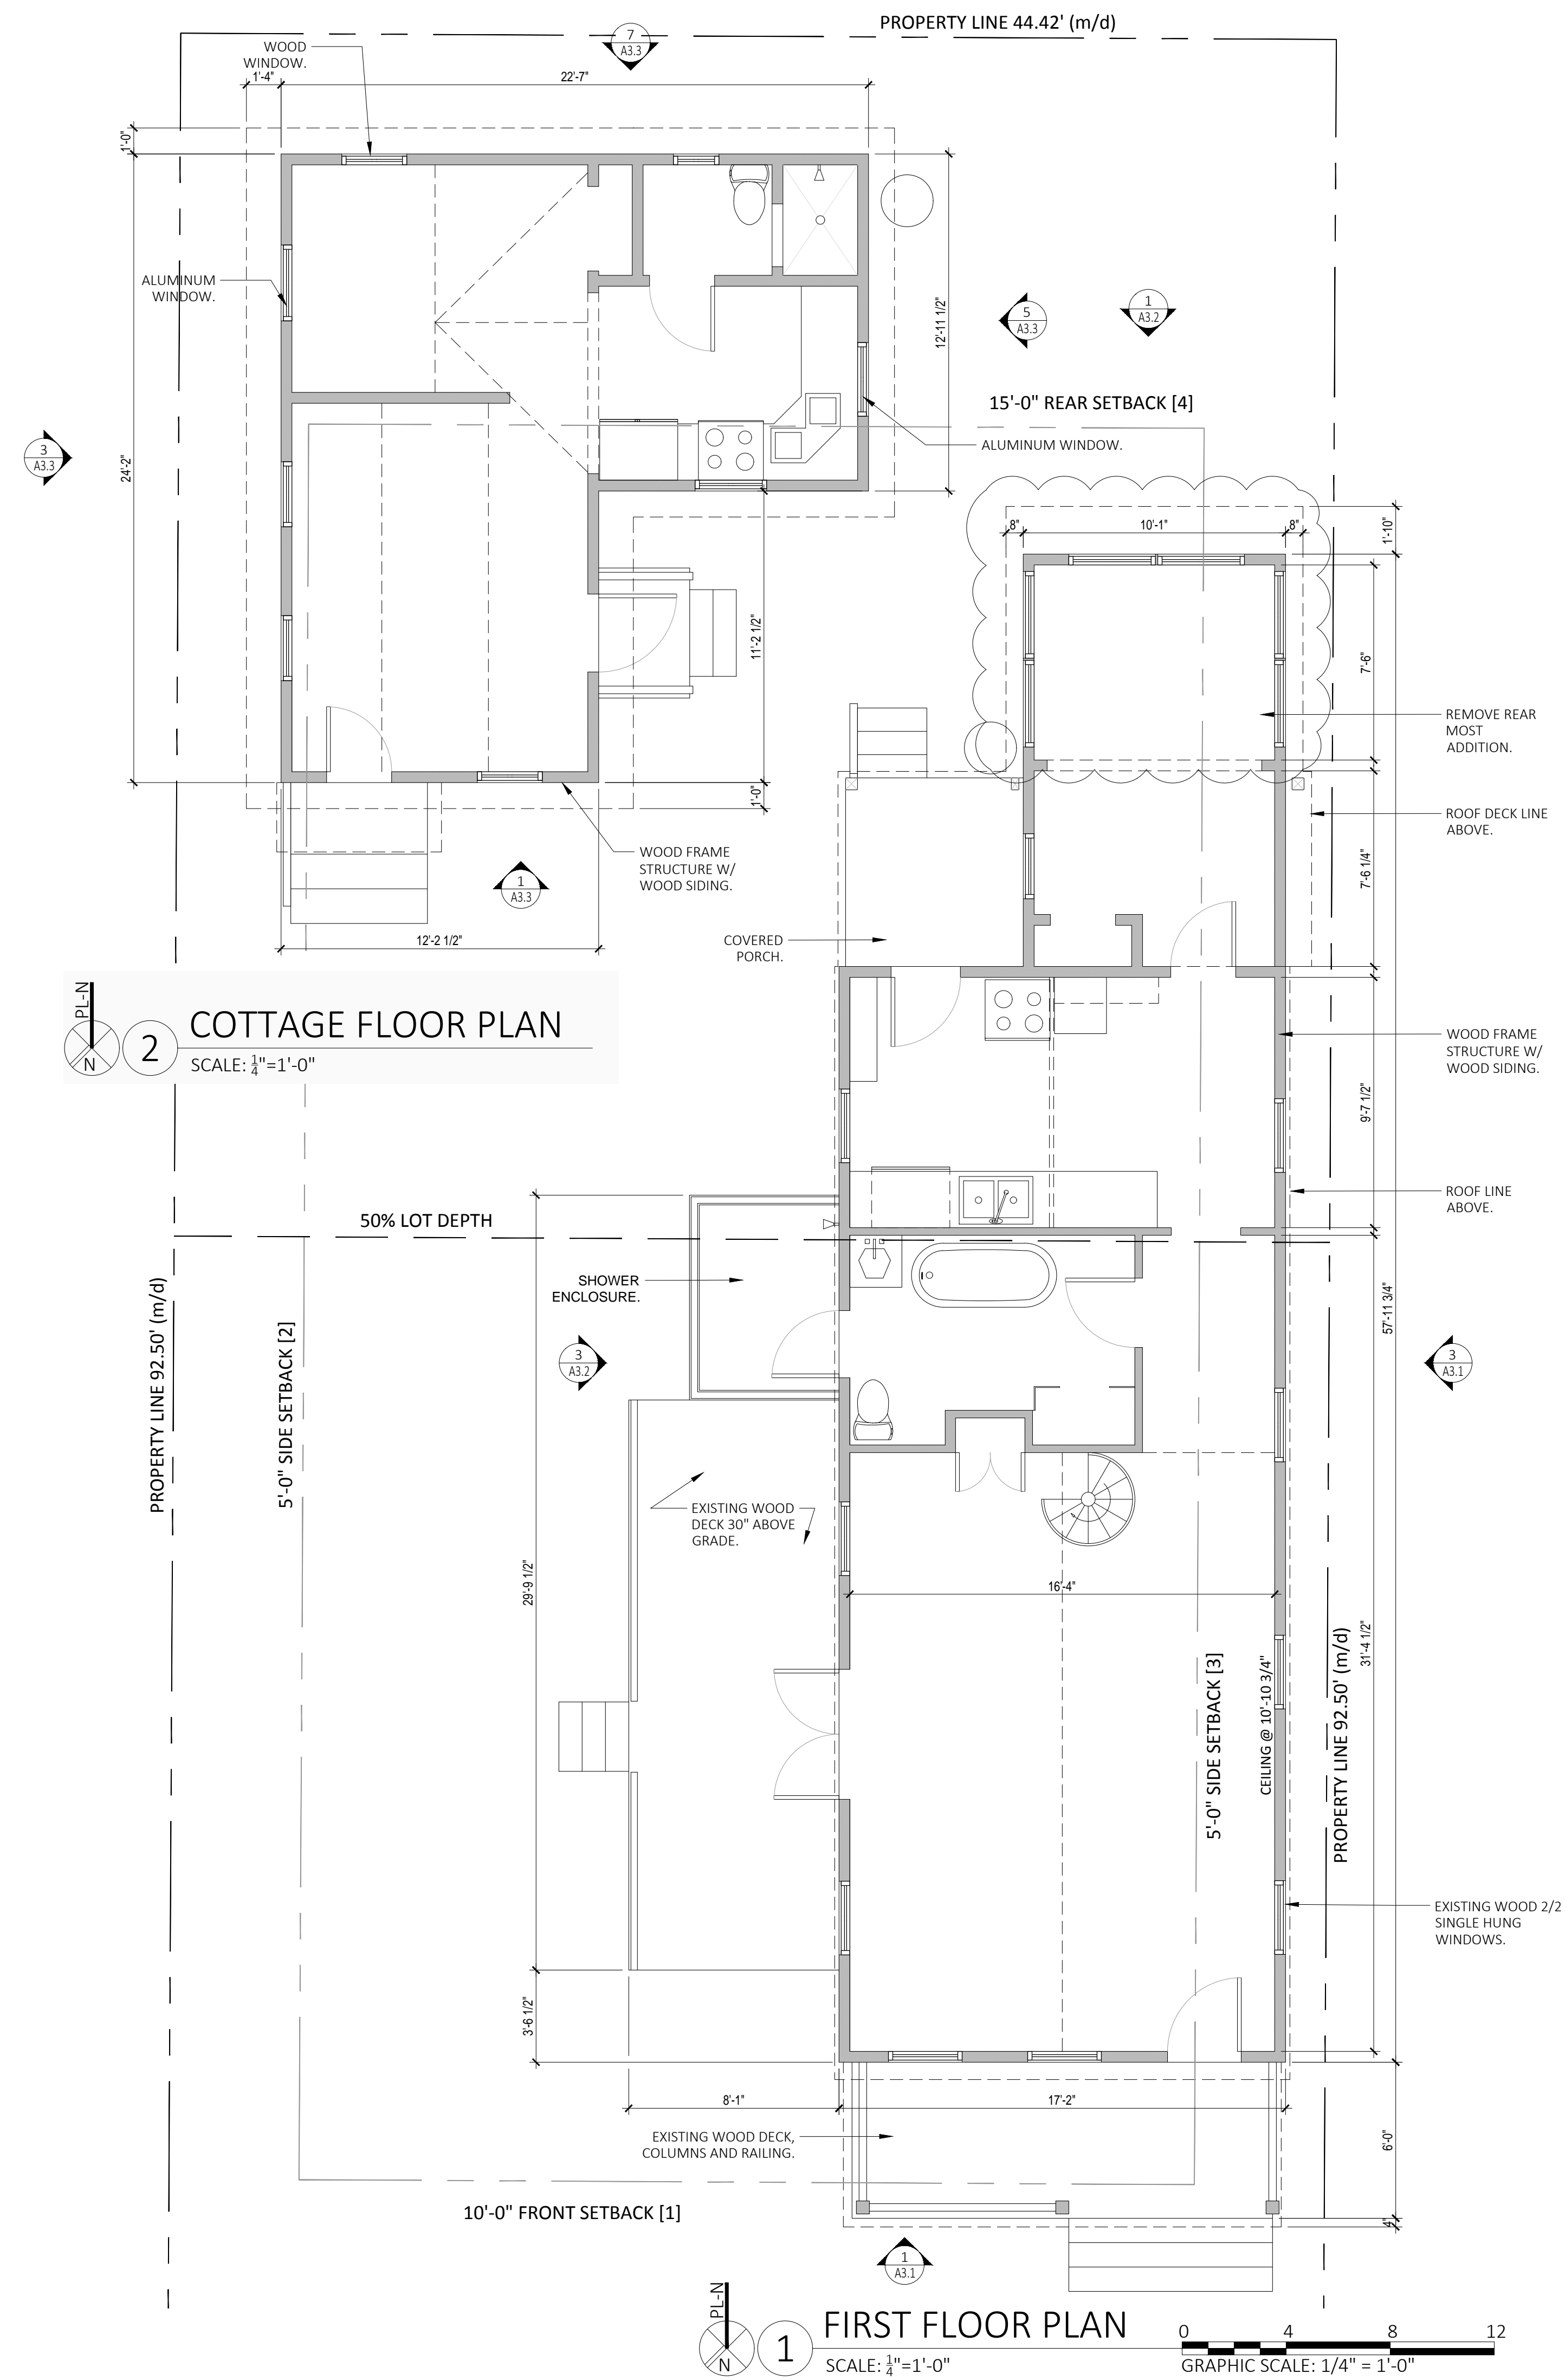 PROPERTY LINE 44.42' (m/d)
7
A3.3
WOOD
WINDOW.
1'-4"
22'-7"
1'-0"
ALUMINUM
WINDOW.
12'-11 1/2"
5
A3.3
1
A3.2
15'-0" REAR SETBACK [4]
ALUMINUM WINDOW.
3
A3.3
24'-2"
8"
10'-1"
8"
1'-10"
11'-2 1/2"
7'-6"
REMOVE REAR
MOST
ADDITION.
1'-0"
ROOF DECK LINE
ABOVE.
WOOD FRAME
STRUCTURE W/
WOOD SIDING.
1
A3.3
7'-6 1/4"
12'-2 1/2"
COVERED
PORCH.
PL-N
N
2
COTTAGE FLOOR PLAN
SCALE: 1/4"=1'-0"
WOOD FRAME
STRUCTURE W/
WOOD SIDING.
9'-7 1/2"
ROOF LINE
ABOVE.
50% LOT DEPTH
SHOWER
ENCLOSURE.
57'-11 3/4"
PROPERTY LINE 92.50' (m/d)
5'-0" SIDE SETBACK [2]
3
A3.2
3
A3.1
EXISTING WOOD
DECK 30" ABOVE
GRADE.
29'-9 1/2"
16'-4"
31'-4 1/2"
5'-0" SIDE SETBACK [3]
CEILING @ 10'-10 3/4"
PROPERTY LINE 92.50' (m/d)
EXISTING WOOD 2/2
SINGLE HUNG
WINDOWS.
3'-6 1/2"
8'-1"
17'-2"
EXISTING WOOD DECK,
COLUMNS AND RAILING.
6'-0"
10'-0" FRONT SETBACK [1]
4"
1
A3.1
PL-N
N
1
FIRST FLOOR PLAN
SCALE: 1/4"=1'-0"
0 4 8 12
GRAPHIC SCALE: 1/4" = 1'-0"